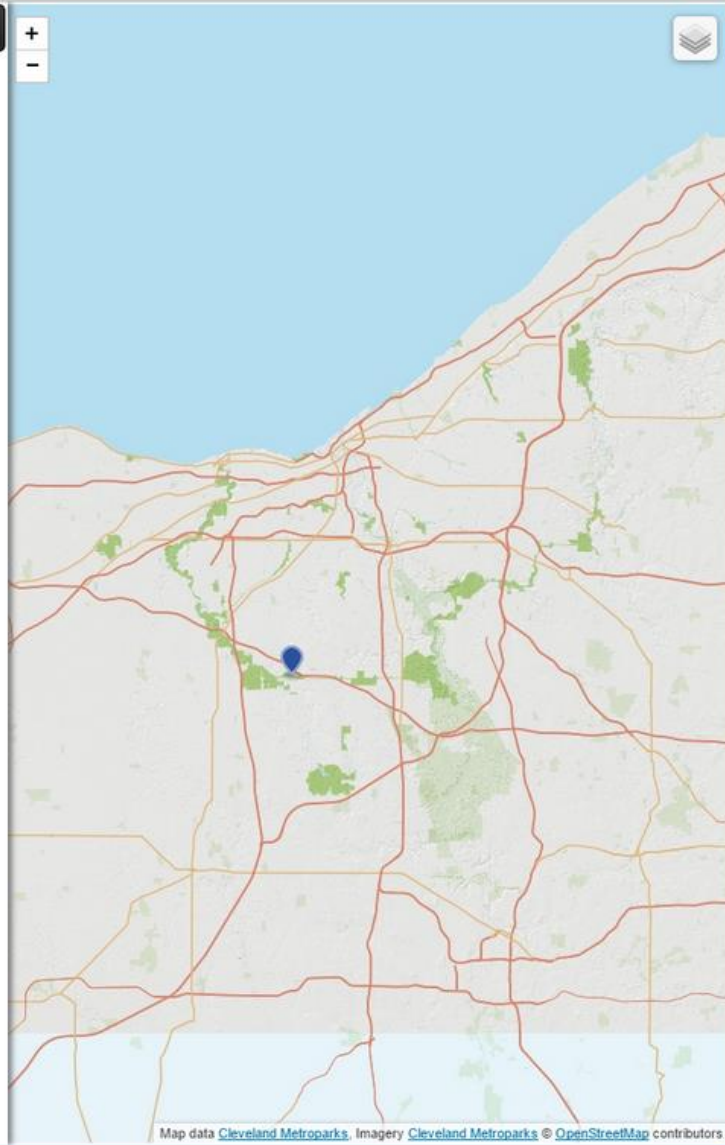 +
−
Map data Cleveland Metroparks, Imagery Cleveland Metroparks © OpenStreetMap contributors